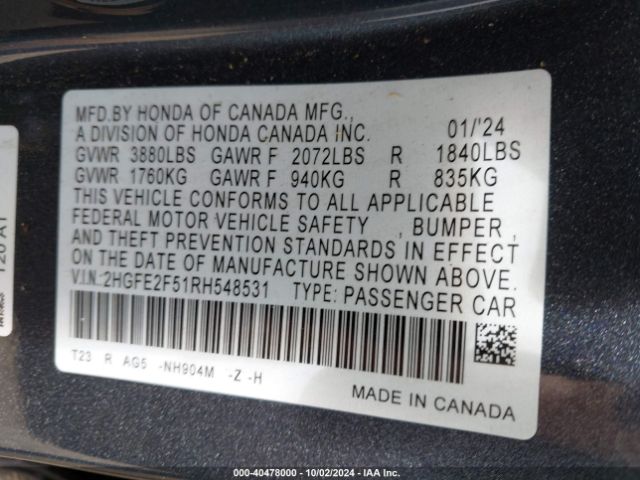 MFD.BY HONDA OF CANADA MFG.,
A DIVISION OF HONDA CANADA INC. 01/'24
GVWR 3880LBS GAWR F 2072LBS R 1840LBS
GVWR 1760KG GAWR F 940KG R 835KG
THIS VEHICLE CONFORMS TO ALL APPLICABLE
FEDERAL MOTOR VEHICLE SAFETY , BUMPER ,
AND THEFT PREVENTION STANDARDS IN EFFECT
ON THE DATE OF MANUFACTURE SHOWN ABOVE.
V.I.N.:2HGFE2F51RH548531 TYPE: PASSENGER CAR
T23 R AG5 -NH904M -Z -H
MADE IN CANADA
120 A1
000-40478000 - 10/02/2024 - IAA Inc.